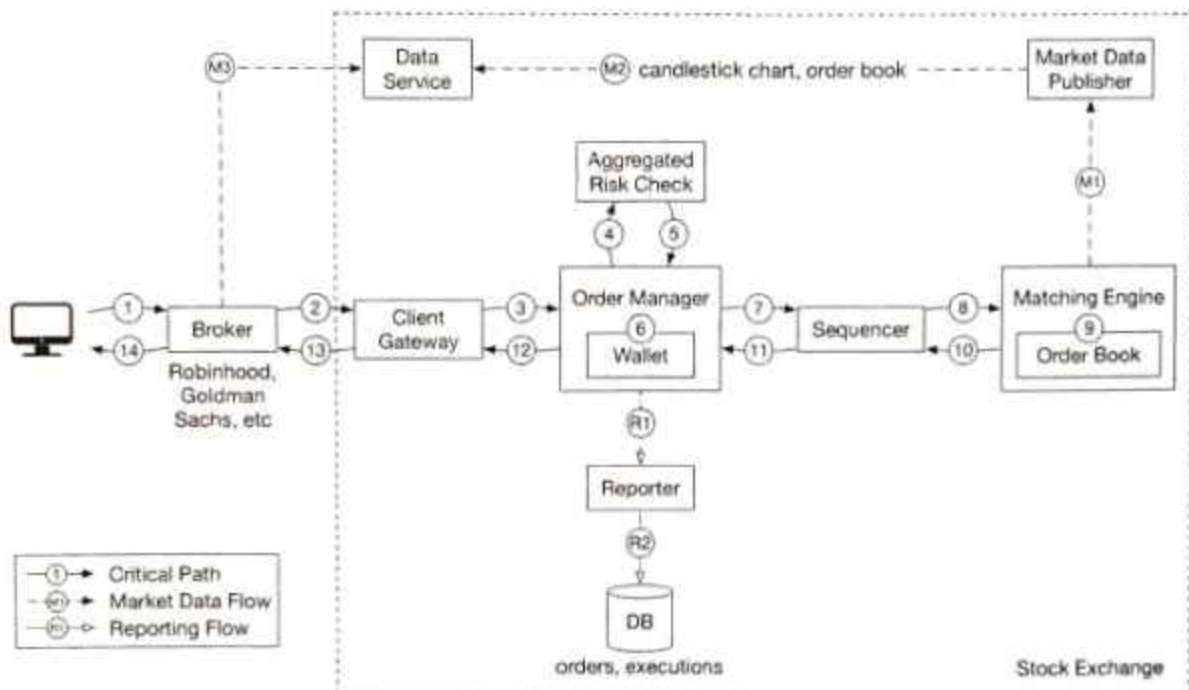 M3
Data
Service
M2 candlestick chart, order book
Market Data
Publisher
Aggregated
Risk Check
M1
4
5
1
2
3
Order Manager
7
8
Matching Engine
Broker
Client
Gateway
6
Wallet
Sequencer
9
Order Book
14
13
12
11
10
Robinhood,
Goldman
Sachs, etc
R1
Reporter
R2
1 Critical Path
M1 Market Data Flow
R1 Reporting Flow
DB
orders, executions
Stock Exchange